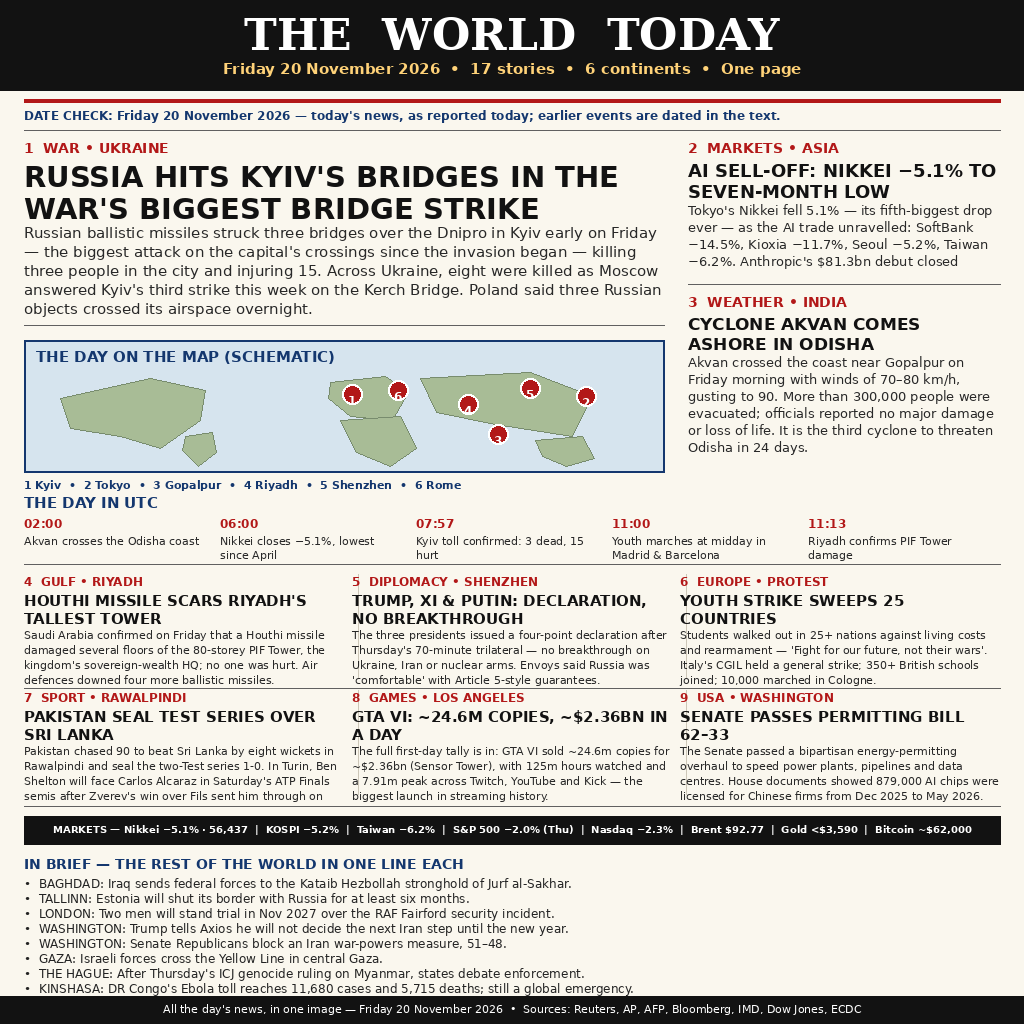 THE WORLD TODAY
Friday 20 November 2026 • 17 stories • 6 continents • One page
DATE CHECK: Friday 20 November 2026 — today's news, as reported today; earlier events are dated in the text.
1 WAR • UKRAINE
RUSSIA HITS KYIV'S BRIDGES IN THE
WAR'S BIGGEST BRIDGE STRIKE
Russian ballistic missiles struck three bridges over the Dnipro in Kyiv early on Friday
— the biggest attack on the capital's crossings since the invasion began — killing
three people in the city and injuring 15. Across Ukraine, eight were killed as Moscow
answered Kyiv's third strike this week on the Kerch Bridge. Poland said three Russian
objects crossed its airspace overnight.
2 MARKETS • ASIA
AI SELL-OFF: NIKKEI −5.1% TO
SEVEN-MONTH LOW
Tokyo's Nikkei fell 5.1% — its fifth-biggest drop
ever — as the AI trade unravelled: SoftBank
−14.5%, Kioxia −11.7%, Seoul −5.2%, Taiwan
−6.2%. Anthropic's $81.3bn debut closed
3 WEATHER • INDIA
CYCLONE AKVAN COMES
ASHORE IN ODISHA
Akvan crossed the coast near Gopalpur on
Friday morning with winds of 70–80 km/h,
gusting to 90. More than 300,000 people were
evacuated; officials reported no major damage
or loss of life. It is the third cyclone to threaten
Odisha in 24 days.
THE DAY ON THE MAP (SCHEMATIC)
1
6
4
5
2
3
1 Kyiv • 2 Tokyo • 3 Gopalpur • 4 Riyadh • 5 Shenzhen • 6 Rome
THE DAY IN UTC
02:00
Akvan crosses the Odisha coast
06:00
Nikkei closes −5.1%, lowest
since April
07:57
Kyiv toll confirmed: 3 dead, 15
hurt
11:00
Youth marches at midday in
Madrid & Barcelona
11:13
Riyadh confirms PIF Tower
damage
4 GULF • RIYADH
HOUTHI MISSILE SCARS RIYADH'S
TALLEST TOWER
Saudi Arabia confirmed on Friday that a Houthi missile
damaged several floors of the 80-storey PIF Tower, the
kingdom's sovereign-wealth HQ; no one was hurt. Air
defences downed four more ballistic missiles.
5 DIPLOMACY • SHENZHEN
TRUMP, XI & PUTIN: DECLARATION,
NO BREAKTHROUGH
The three presidents issued a four-point declaration after
Thursday's 70-minute trilateral — no breakthrough on
Ukraine, Iran or nuclear arms. Envoys said Russia was
'comfortable' with Article 5-style guarantees.
6 EUROPE • PROTEST
YOUTH STRIKE SWEEPS 25
COUNTRIES
Students walked out in 25+ nations against living costs
and rearmament — 'Fight for our future, not their wars'.
Italy's CGIL held a general strike; 350+ British schools
joined; 10,000 marched in Cologne.
7 SPORT • RAWALPINDI
PAKISTAN SEAL TEST SERIES OVER
SRI LANKA
Pakistan chased 90 to beat Sri Lanka by eight wickets in
Rawalpindi and seal the two-Test series 1-0. In Turin, Ben
Shelton will face Carlos Alcaraz in Saturday's ATP Finals
semis after Zverev's win over Fils sent him through on
8 GAMES • LOS ANGELES
GTA VI: ~24.6M COPIES, ~$2.36BN IN
A DAY
The full first-day tally is in: GTA VI sold ~24.6m copies for
~$2.36bn (Sensor Tower), with 125m hours watched and
a 7.91m peak across Twitch, YouTube and Kick — the
biggest launch in streaming history.
9 USA • WASHINGTON
SENATE PASSES PERMITTING BILL
62–33
The Senate passed a bipartisan energy-permitting
overhaul to speed power plants, pipelines and data
centres. House documents showed 879,000 AI chips were
licensed for Chinese firms from Dec 2025 to May 2026.
MARKETS — Nikkei −5.1% · 56,437 | KOSPI −5.2% | Taiwan −6.2% | S&P 500 −2.0% (Thu) | Nasdaq −2.3% | Brent $92.77 | Gold <$3,590 | Bitcoin ~$62,000
IN BRIEF — THE REST OF THE WORLD IN ONE LINE EACH
• BAGHDAD: Iraq sends federal forces to the Kataib Hezbollah stronghold of Jurf al-Sakhar.
• TALLINN: Estonia will shut its border with Russia for at least six months.
• LONDON: Two men will stand trial in Nov 2027 over the RAF Fairford security incident.
• WASHINGTON: Trump tells Axios he will not decide the next Iran step until the new year.
• WASHINGTON: Senate Republicans block an Iran war-powers measure, 51–48.
• GAZA: Israeli forces cross the Yellow Line in central Gaza.
• THE HAGUE: After Thursday's ICJ genocide ruling on Myanmar, states debate enforcement.
• KINSHASA: DR Congo's Ebola toll reaches 11,680 cases and 5,715 deaths; still a global emergency.
All the day's news, in one image — Friday 20 November 2026 • Sources: Reuters, AP, AFP, Bloomberg, IMD, Dow Jones, ECDC